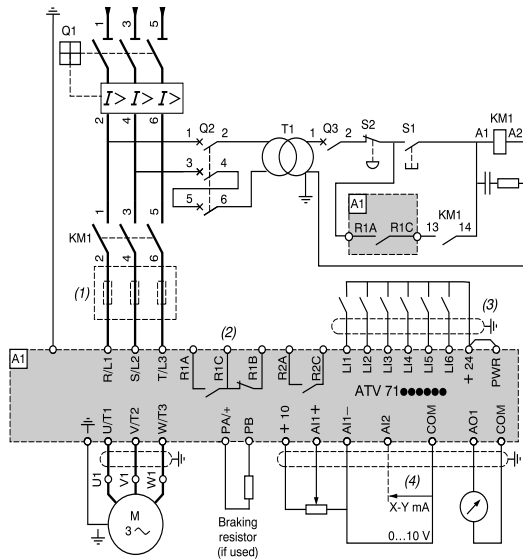 1 3 5
Q1
I> I> I>
2 4 6
1 Q2 2
T1
1 Q3 2
S2
S1
A1 KM1 A2
3 4
5 6
A1
R1A R1C
13 KM1 14
1 3 5
KM1
2 4 6
(1)
(2)
(3)
A1
R/L1
S/L2
T/L3
R1A
R1C
R1B
R2A
R2C
LI1
LI2
LI3
LI4
LI5
LI6
+ 24
PWR
ATV 71●●●●●●
U/T1
V/T2
W/T3
PA/+
PB
+ 10
AI1+
AI1–
AI2
COM
AO1
COM
U1
V1
W1
M
3 ~
Braking
resistor
(if used)
(4)
X-Y mA
0...10 V